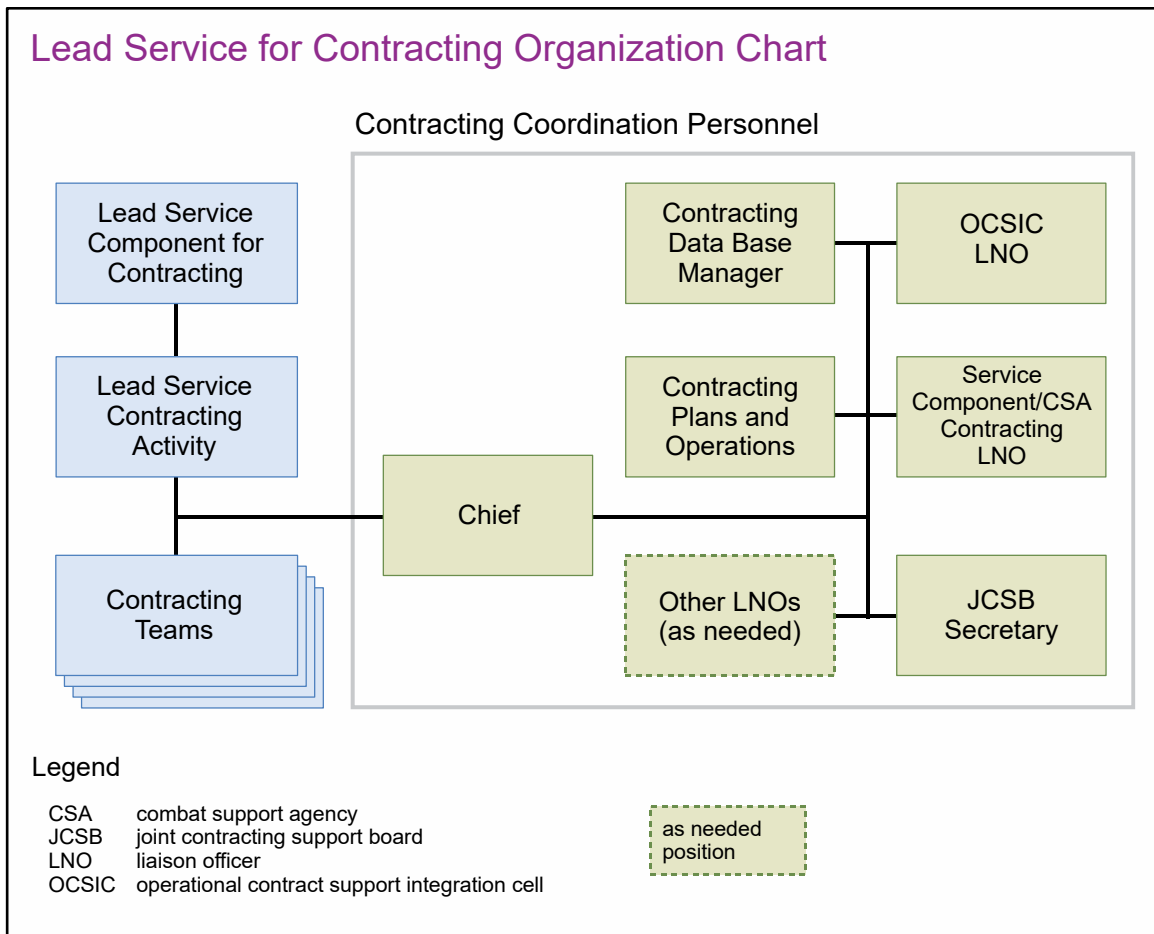 Lead Service for Contracting Organization Chart
Contracting Coordination Personnel
Lead Service
Component for
Contracting
Lead Service
Contracting
Activity
Contracting
Teams
Chief
Contracting
Data Base
Manager
OCSIC
LNO
Contracting
Plans and
Operations
Service
Component/CSA
Contracting
LNO
Other LNOs
(as needed)
JCSB
Secretary
Legend
CSA combat support agency
JCSB joint contracting support board
LNO liaison officer
OCSIC operational contract support integration cell
as needed
position